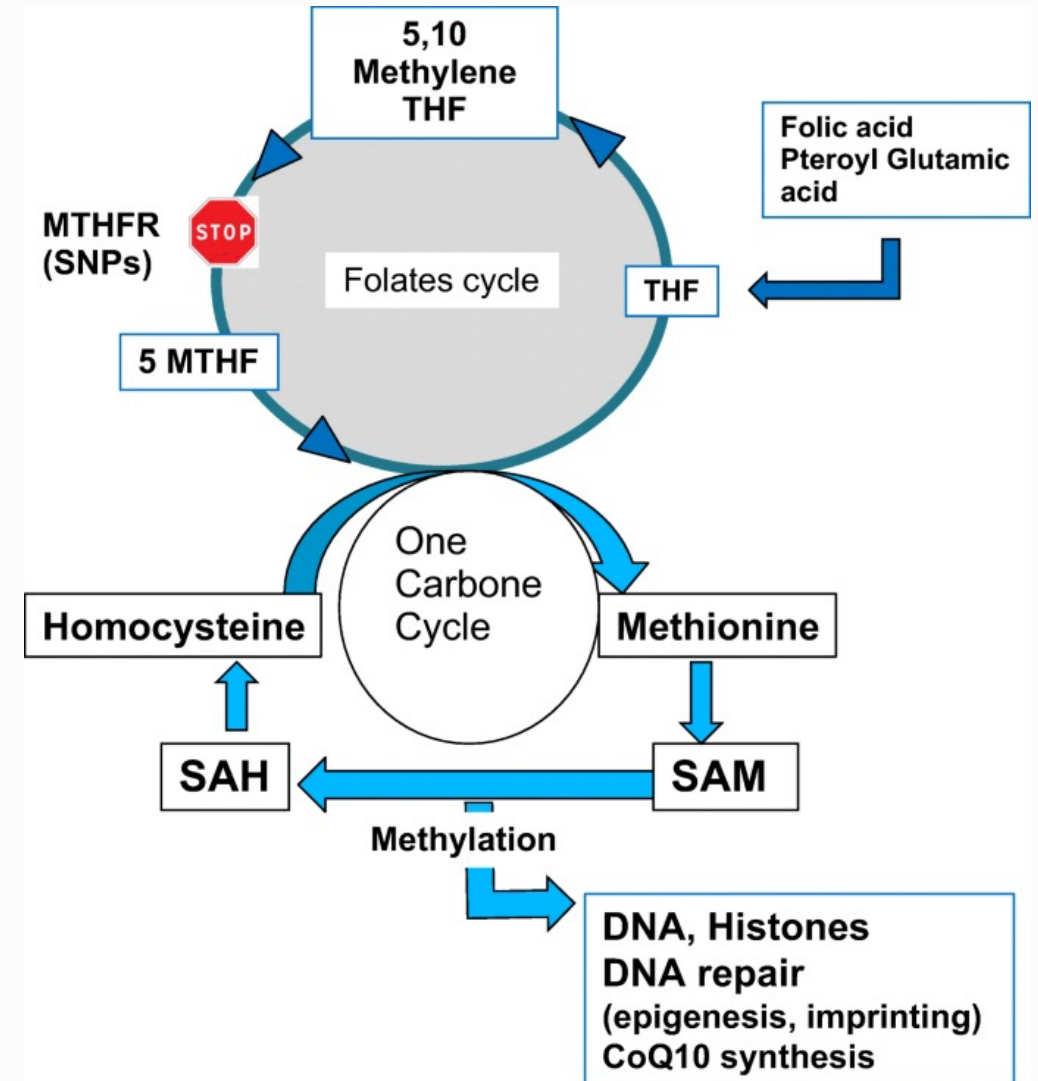 5,10
Methylene
THF
Folic acid
Pteroyl Glutamic
acid
MTHFR
(SNPs)
STOP
Folates cycle
THF
5 MTHF
One
Carbone
Cycle
Homocysteine
Methionine
SAH
SAM
Methylation
DNA, Histones
DNA repair
(epigenesis, imprinting)
CoQ10 synthesis